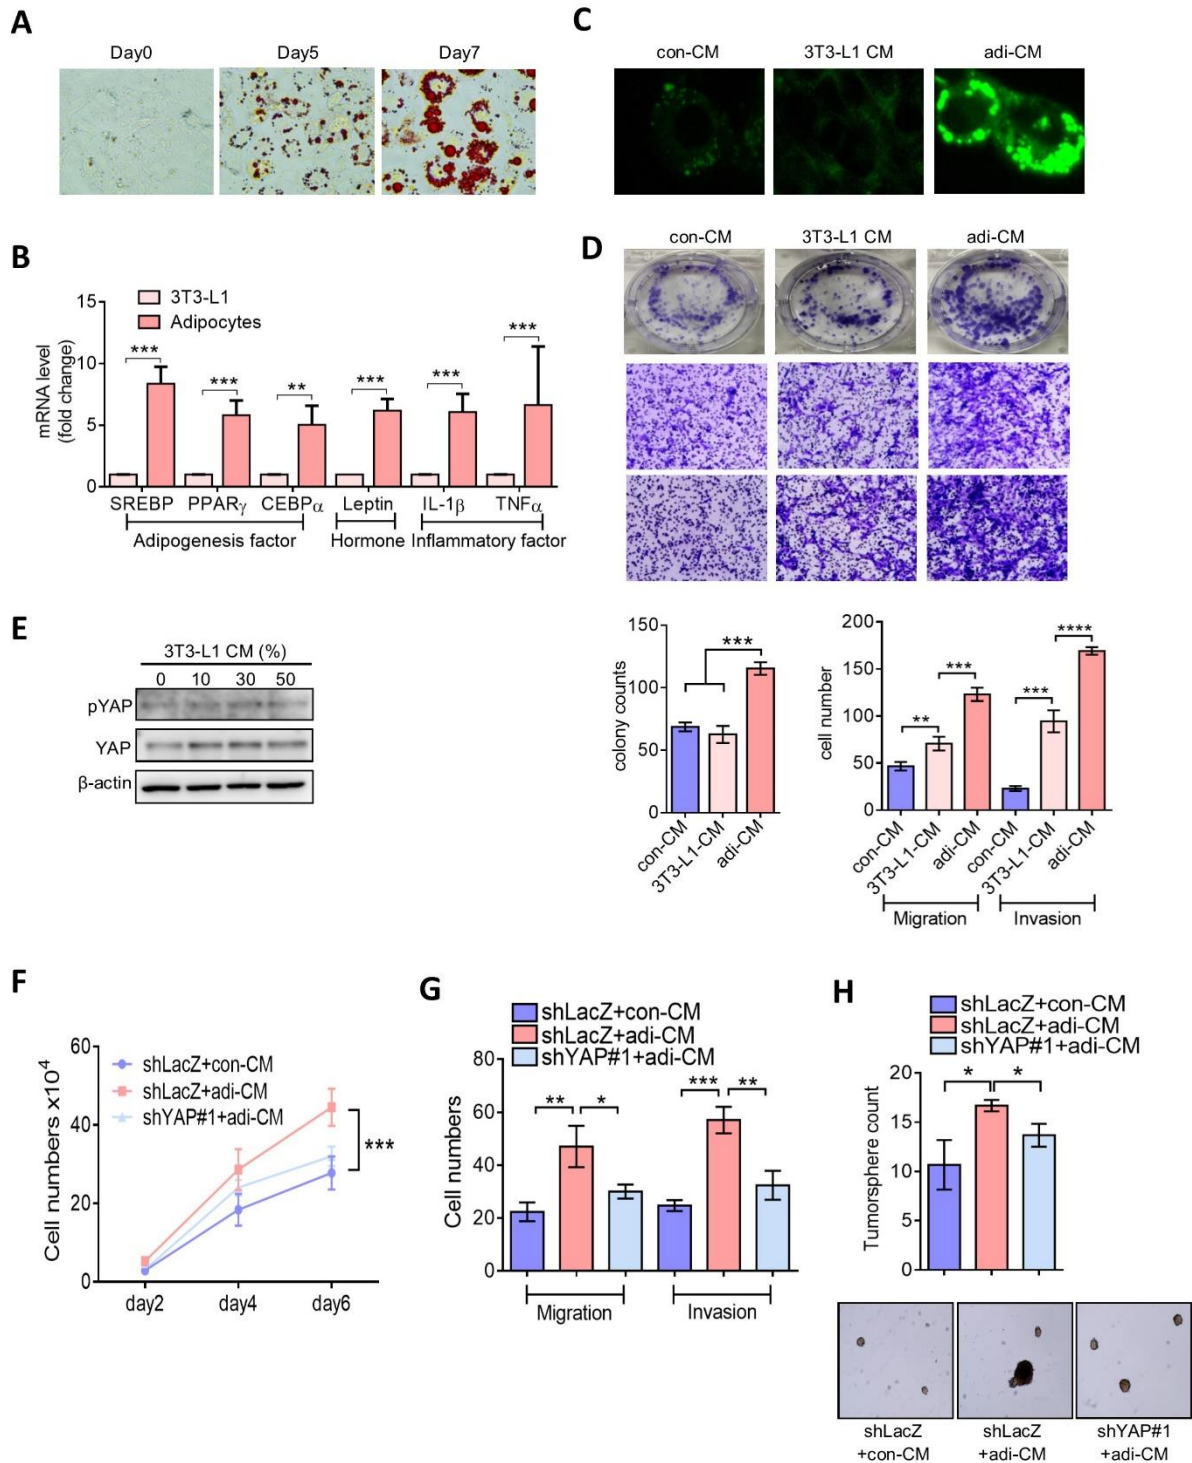 A
Day0 Day5 Day7
C
con-CM 3T3-L1 CM adi-CM
B
15
10
5
0
mRNA level
(fold change)
3T3-L1
Adipocytes
*** *** ** *** *** ***
SREBP PPARγ CEBPα Leptin IL-1β TNFα
Adipogenesis factor Hormone Inflammatory factor
D
con-CM 3T3-L1 CM adi-CM
150
100
50
0
colony counts
***
con-CM 3T3-L1-CM adi-CM
200
150
100
50
0
cell number
** *** *** ****
con-CM 3T3-L1-CM adi-CM con-CM 3T3-L1-CM adi-CM
Migration Invasion
E
3T3-L1 CM (%)
0 10 30 50
pYAP
YAP
β-actin
F
60
40
20
0
Cell numbers x10⁴
shLacZ+con-CM
shLacZ+adi-CM
shYAP#1+adi-CM
***
day2 day4 day6
G
shLacZ+con-CM
shLacZ+adi-CM
shYAP#1+adi-CM
80
60
40
20
0
Cell numbers
** * *** **
Migration Invasion
H
shLacZ+con-CM
shLacZ+adi-CM
shYAP#1+adi-CM
20
15
10
5
0
Tumorsphere count
* *
shLacZ shLacZ shYAP#1
+con-CM +adi-CM +adi-CM